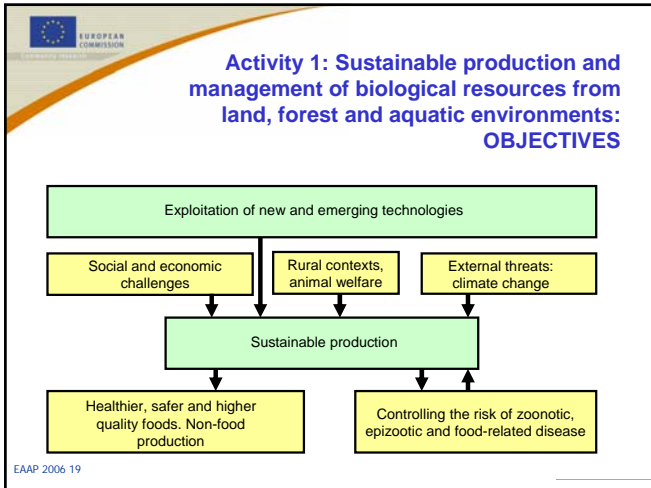 EUROPEAN
COMMISSION
Community research
Activity 1: Sustainable production and
management of biological resources from
land, forest and aquatic environments:
OBJECTIVES
Exploitation of new and emerging technologies
Social and economic
challenges
Rural contexts,
animal welfare
External threats:
climate change
Sustainable production
Healthier, safer and higher
quality foods. Non-food
production
Controlling the risk of zoonotic,
epizootic and food-related disease
EAAP 2006 19